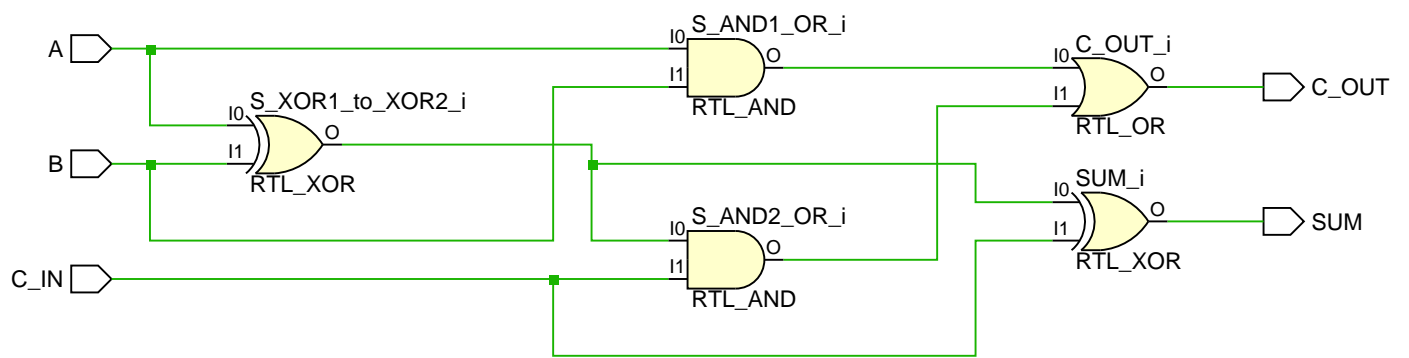 S_AND1_OR_i
A
I0
O
I1
RTL_AND
C_OUT_i
I0
O
I1
RTL_OR
C_OUT
S_XOR1_to_XOR2_i
I0
O
B
I1
RTL_XOR
SUM_i
I0
O
I1
RTL_XOR
SUM
S_AND2_OR_i
I0
O
C_IN
I1
RTL_AND